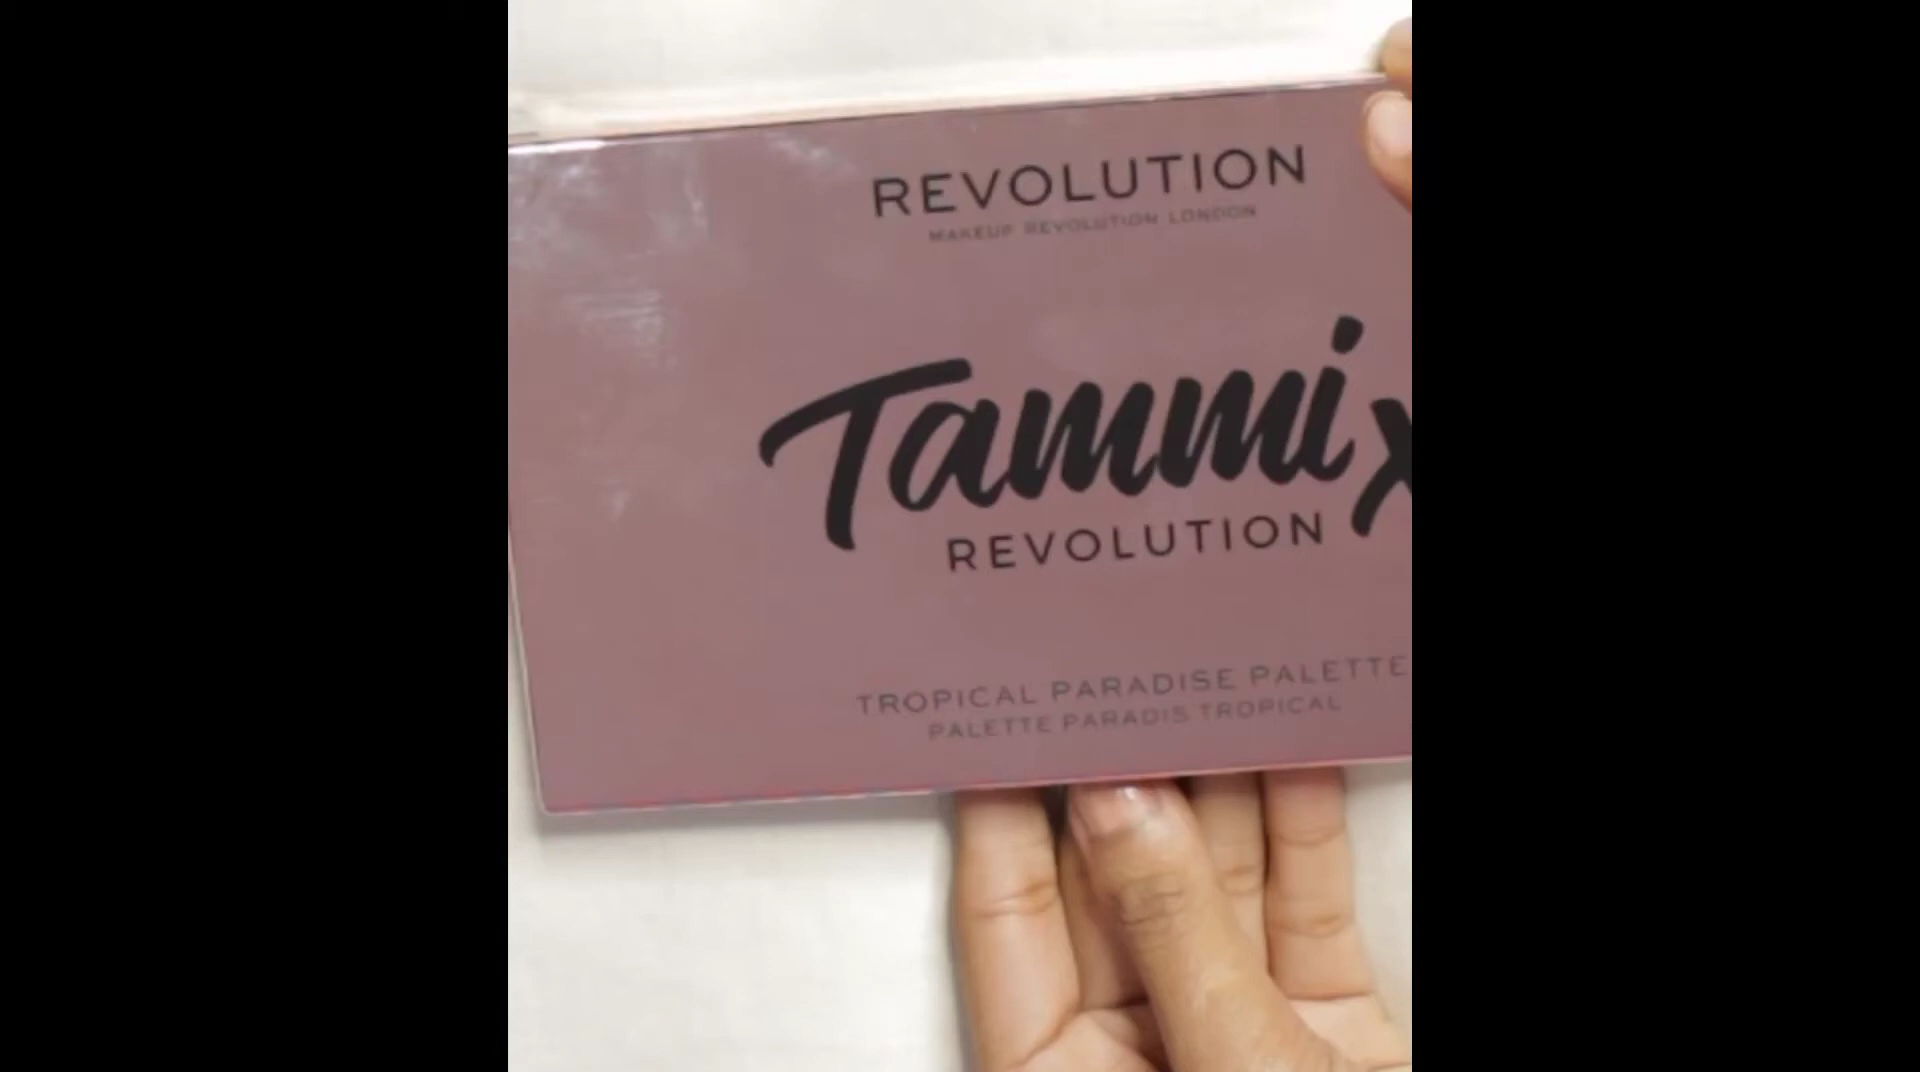 REVOLUTION
MAKEUP REVOLUTION LONDON
Tammi x
REVOLUTION
TROPICAL PARADISE PALETTE
PALETTE PARADIS TROPICAL